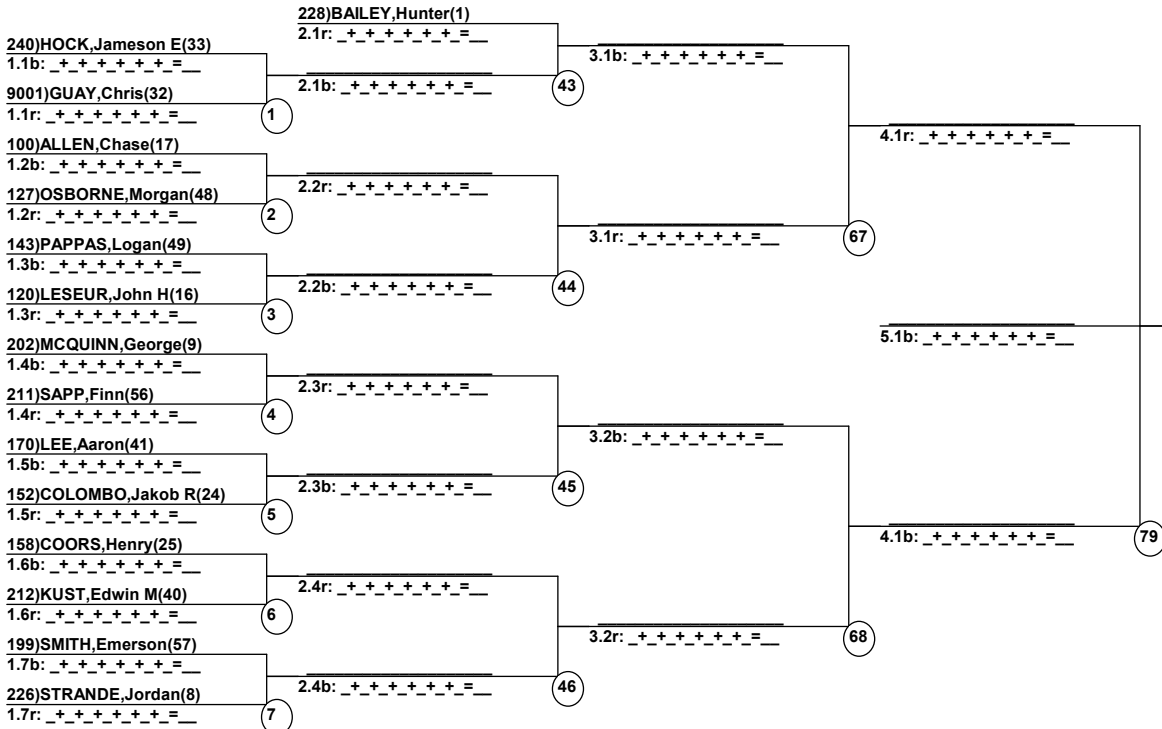 228)BAILEY,Hunter(1)
2.1r: _+_+_+_+_+_=__
240)HOCK,Jameson E(33)
1.1b: _+_+_+_+_+_=__
3.1b: _+_+_+_+_+_=__
2.1b: _+_+_+_+_+_=__
43
9001)GUAY,Chris(32)
1.1r: _+_+_+_+_+_=__
1
4.1r: _+_+_+_+_+_=__
100)ALLEN,Chase(17)
1.2b: _+_+_+_+_+_=__
2.2r: _+_+_+_+_+_=__
127)OSBORNE,Morgan(48)
1.2r: _+_+_+_+_+_=__
2
3.1r: _+_+_+_+_+_=__
67
143)PAPPAS,Logan(49)
1.3b: _+_+_+_+_+_=__
2.2b: _+_+_+_+_+_=__
44
120)LESEUR,John H(16)
1.3r: _+_+_+_+_+_=__
3
5.1b: _+_+_+_+_+_=__
202)MCQUINN,George(9)
1.4b: _+_+_+_+_+_=__
2.3r: _+_+_+_+_+_=__
211)SAPP,Finn(56)
1.4r: _+_+_+_+_+_=__
4
3.2b: _+_+_+_+_+_=__
170)LEE,Aaron(41)
1.5b: _+_+_+_+_+_=__
2.3b: _+_+_+_+_+_=__
45
152)COLOMBO,Jakob R(24)
1.5r: _+_+_+_+_+_=__
5
4.1b: _+_+_+_+_+_=__
79
158)COORS,Henry(25)
1.6b: _+_+_+_+_+_=__
2.4r: _+_+_+_+_+_=__
212)KUST,Edwin M(40)
1.6r: _+_+_+_+_+_=__
6
3.2r: _+_+_+_+_+_=__
68
199)SMITH,Emerson(57)
1.7b: _+_+_+_+_+_=__
2.4b: _+_+_+_+_+_=__
46
226)STRANDE,Jordan(8)
1.7r: _+_+_+_+_+_=__
7